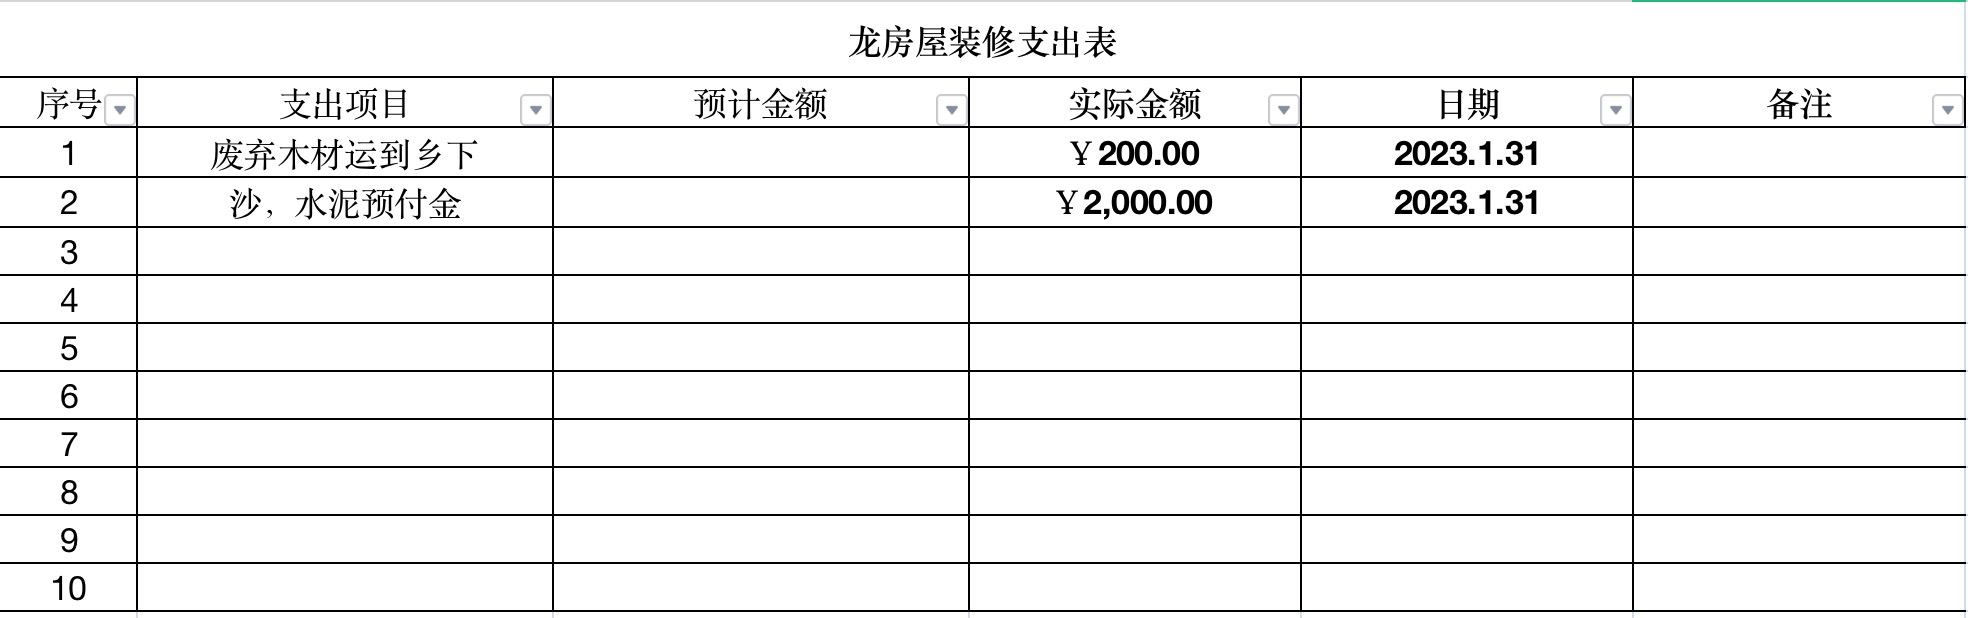 龙房屋装修支出表
序号 支出项目 预计金额 实际金额 日期 备注
1 废弃木材运到乡下 ￥200.00 2023.1.31
2 沙，水泥预付金 ￥2,000.00 2023.1.31
3
4
5
6
7
8
9
10